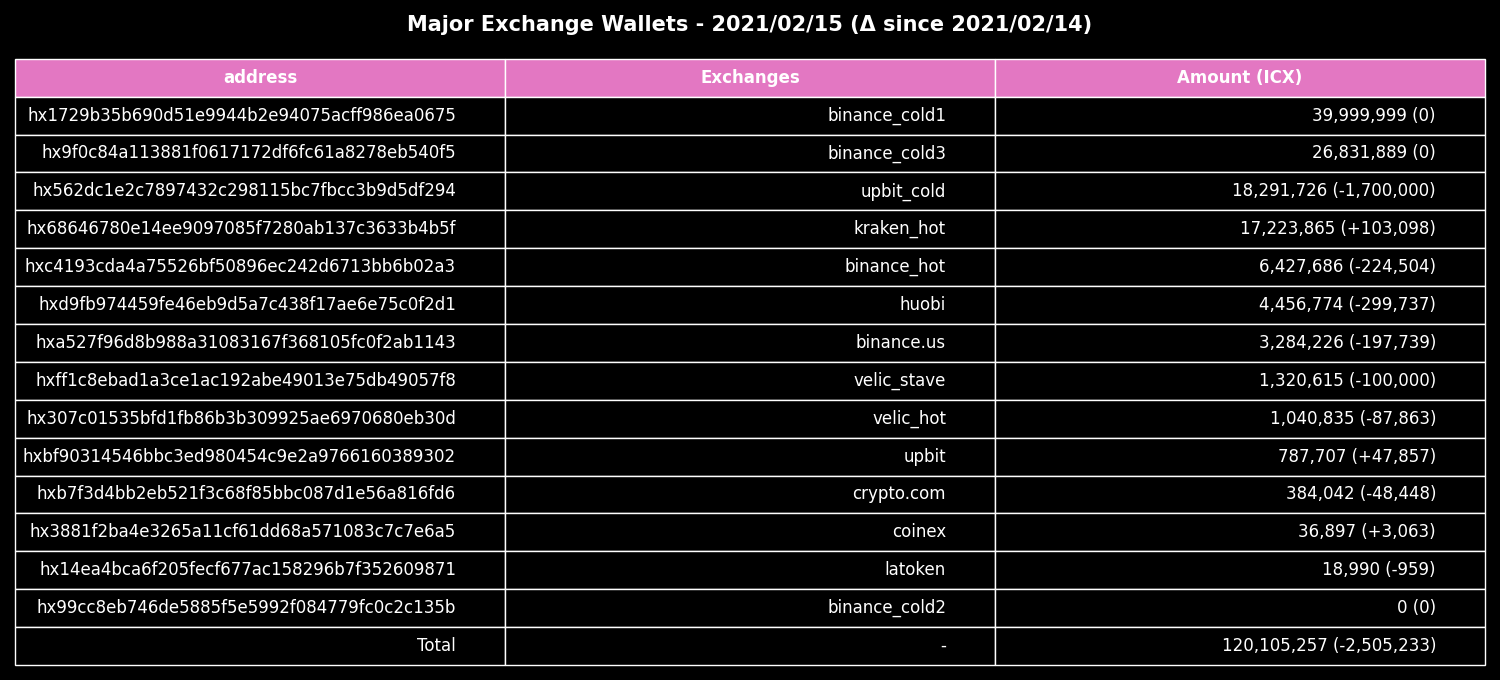 Major Exchange Wallets - 2021/02/15 (Δ since 2021/02/14)
address Exchanges Amount (ICX)
hx1729b35b690d51e9944b2e94075acff986ea0675 binance_cold1 39,999,999 (0)
hx9f0c84a113881f0617172df6fc61a8278eb540f5 binance_cold3 26,831,889 (0)
hx562dc1e2c7897432c298115bc7fbcc3b9d5df294 upbit_cold 18,291,726 (-1,700,000)
hx68646780e14ee9097085f7280ab137c3633b4b5f kraken_hot 17,223,865 (+103,098)
hxc4193cda4a75526bf50896ec242d6713bb6b02a3 binance_hot 6,427,686 (-224,504)
hxd9fb974459fe46eb9d5a7c438f17ae6e75c0f2d1 huobi 4,456,774 (-299,737)
hxa527f96d8b988a31083167f368105fc0f2ab1143 binance.us 3,284,226 (-197,739)
hxff1c8ebad1a3ce1ac192abe49013e75db49057f8 velic_stave 1,320,615 (-100,000)
hx307c01535bfd1fb86b3b309925ae6970680eb30d velic_hot 1,040,835 (-87,863)
hxbf90314546bbc3ed980454c9e2a9766160389302 upbit 787,707 (+47,857)
hxb7f3d4bb2eb521f3c68f85bbc087d1e56a816fd6 crypto.com 384,042 (-48,448)
hx3881f2ba4e3265a11cf61dd68a571083c7c7e6a5 coinex 36,897 (+3,063)
hx14ea4bca6f205fecf677ac158296b7f352609871 latoken 18,990 (-959)
hx99cc8eb746de5885f5e5992f084779fc0c2c135b binance_cold2 0 (0)
Total - 120,105,257 (-2,505,233)